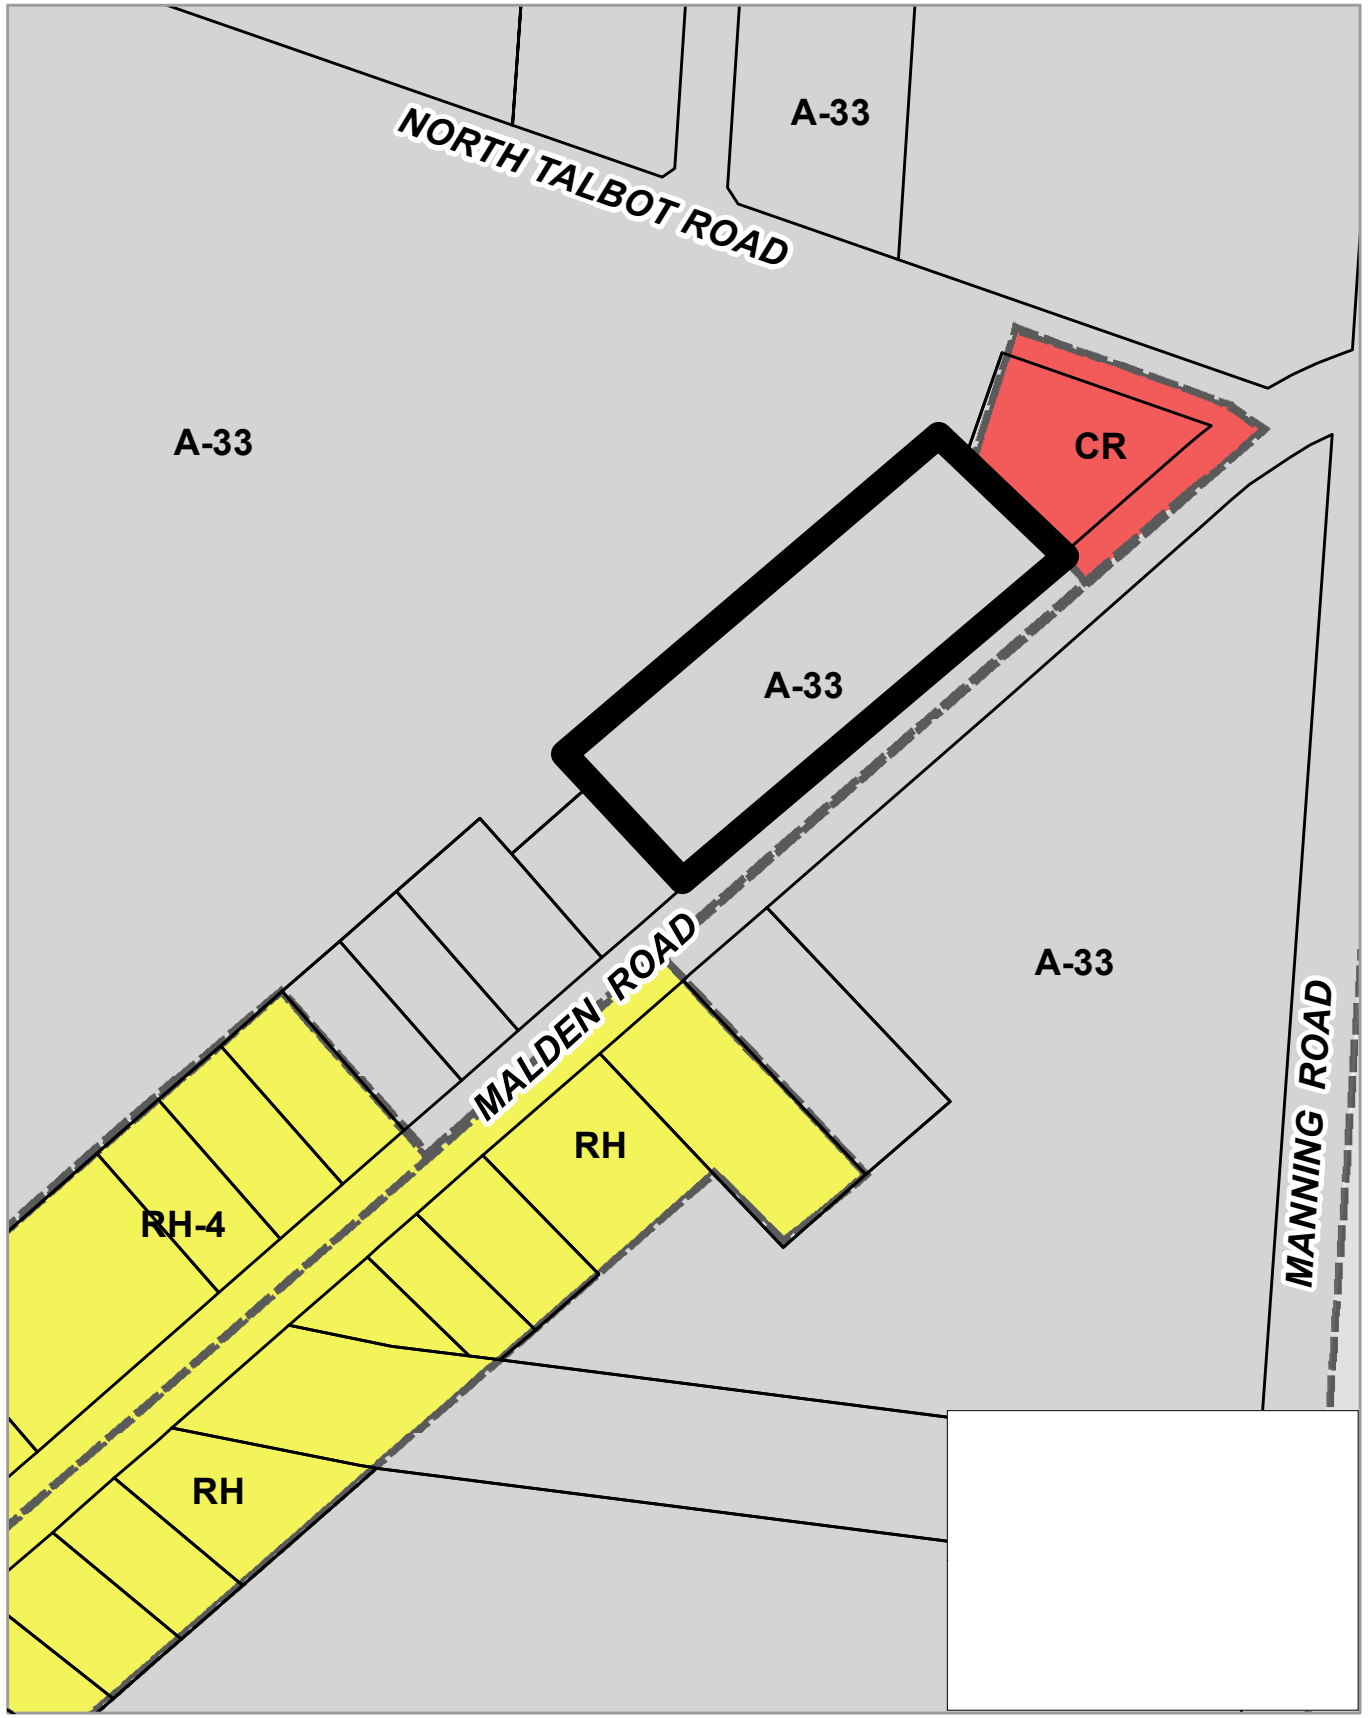 A-33
NORTH TALBOT ROAD
A-33
CR
A-33
MALDEN ROAD
A-33
RH
MANNING ROAD
RH-4
RH